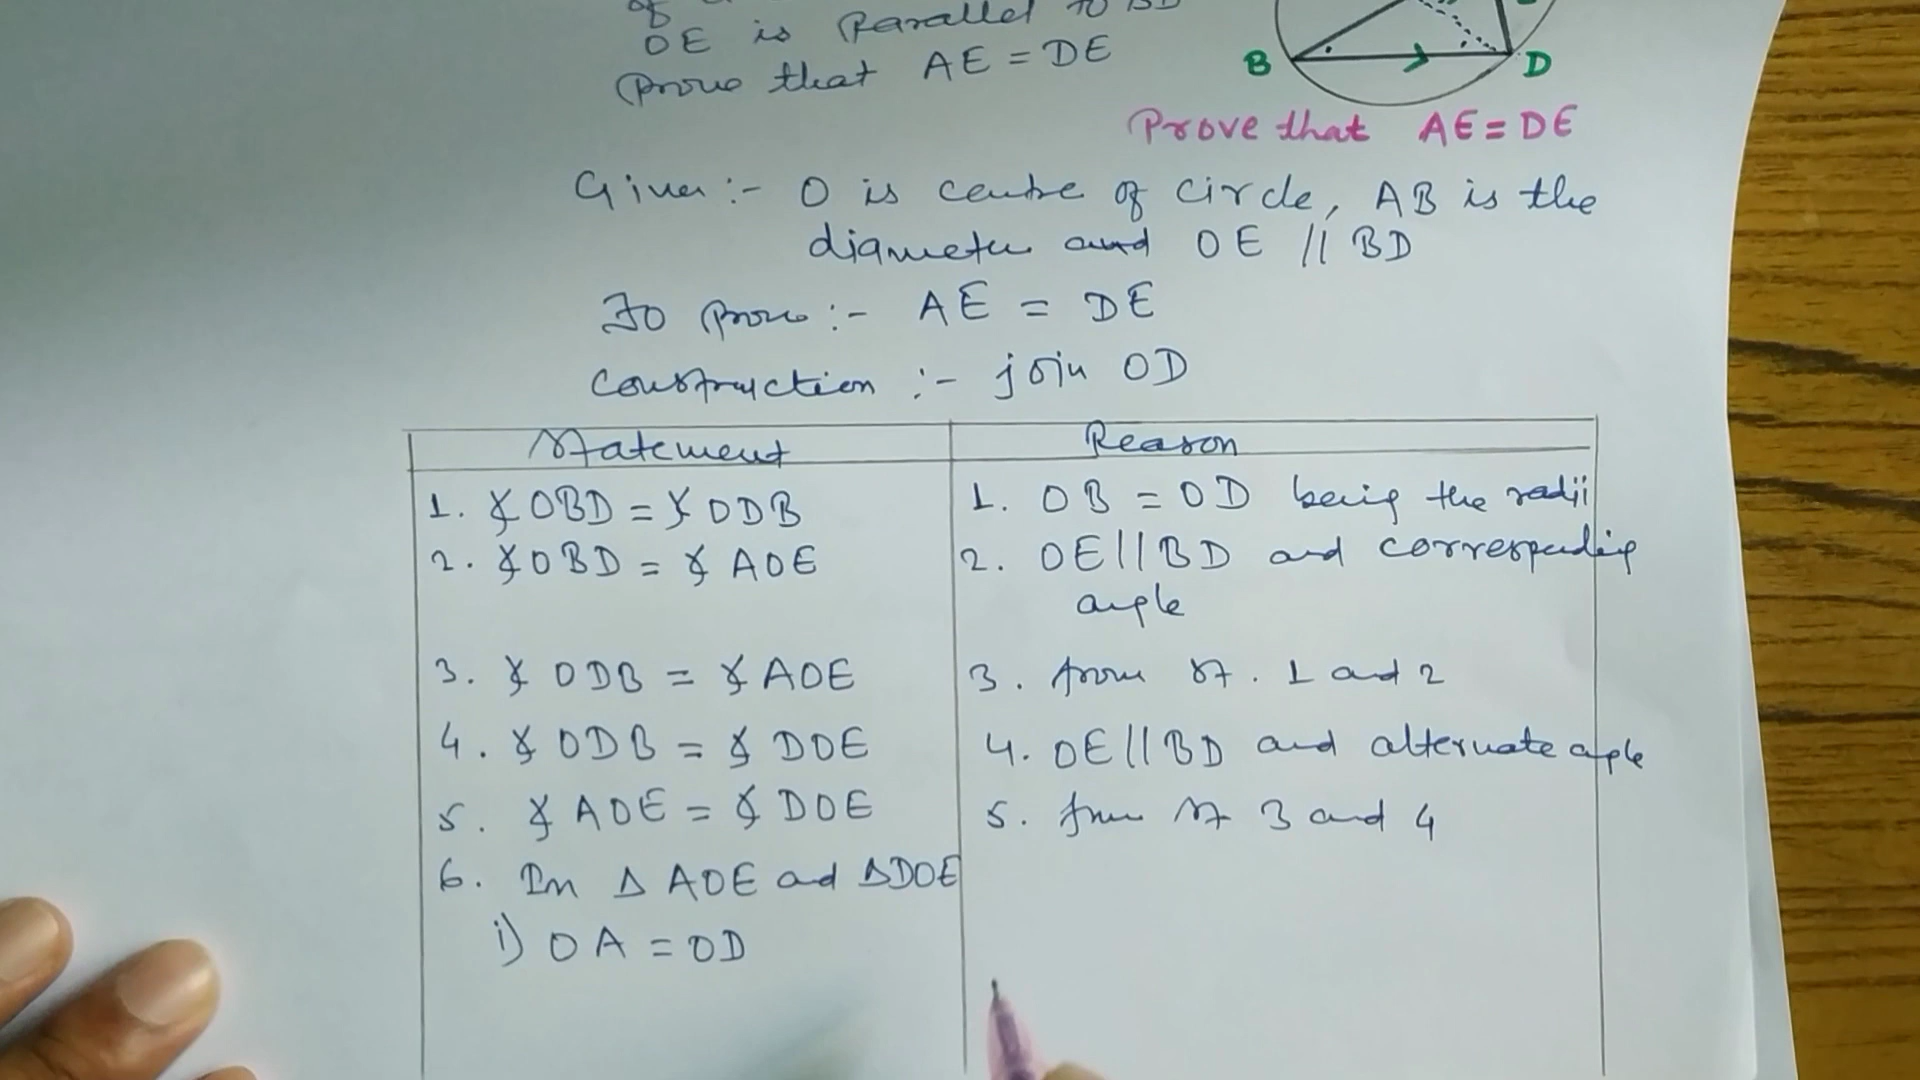 OE is Parallel to BD
Prove that AE = DE
B
D
Prove that AE = DE
Given :- O is centre of circle, AB is the
diameter and OE // BD
To prove :- AE = DE
Construction :- join OD
Statement
Reason
1. ∠OBD = ∠ODB
1. OB = OD being the radii
2. ∠OBD = ∠AOE
2. OE//BD and corresponding
angle
3. ∠ODB = ∠AOE
3. from st. 1 and 2
4. ∠ODB = ∠DOE
4. OE//BD and alternate angle
5. ∠AOE = ∠DOE
5. from st 3 and 4
6. In Δ AOE and ΔDOE
i) OA = OD